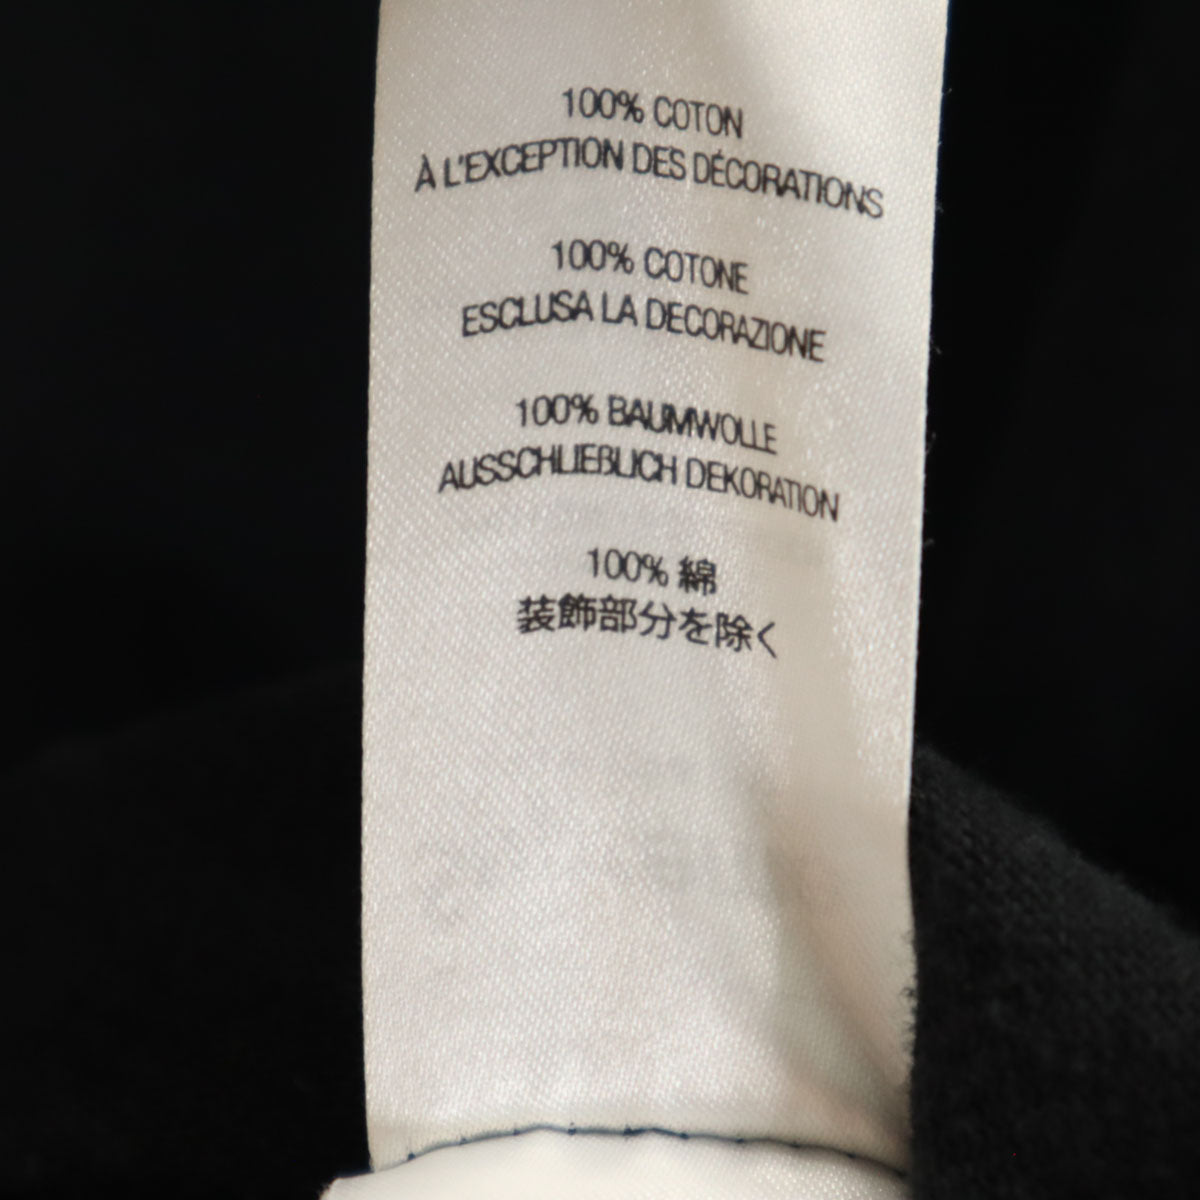 100% COTON
À L'EXCEPTION DES DÉCORATIONS
100% COTONE
ESCLUSA LA DECORAZIONE
100% BAUMWOLLE
AUSSCHLIEBLICH DEKORATION
100% 綿
装飾部分を除く